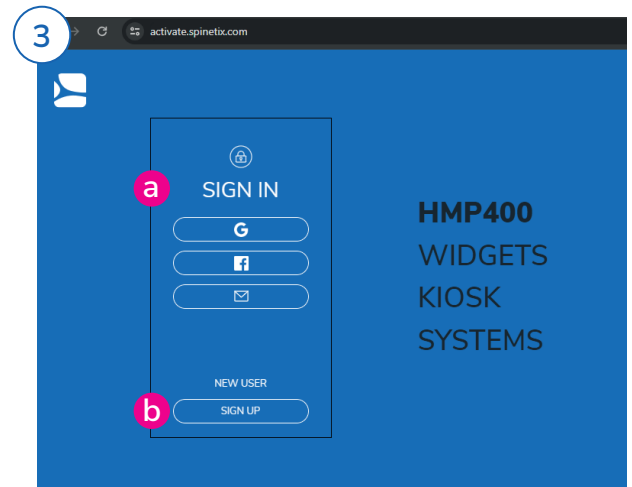 3
activate.spinetix.com
a
SIGN IN
G
f
HMP400
WIDGETS
KIOSK
SYSTEMS
NEW USER
b
SIGN UP